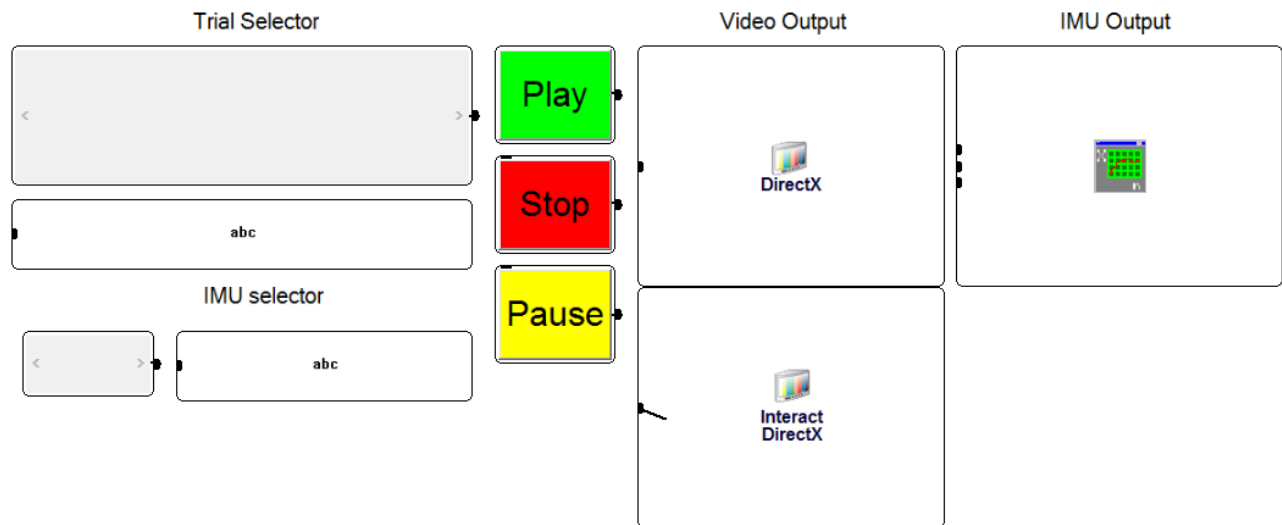 Trial Selector
Video Output
IMU Output
< >
Play
DirectX
Stop
abc
IMU selector
Pause
< >
abc
Interact
DirectX